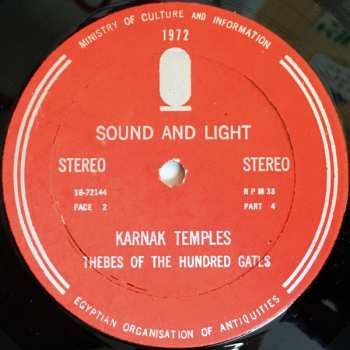 MINISTRY OF CULTURE AND INFORMATION
1972
SOUND AND LIGHT
STEREO STEREO
SB-72144 RPM 33
FACE 2 PART 4
KARNAK TEMPLES
THEBES OF THE HUNDRED GATES
EGYPTIAN ORGANISATION OF ANTIQUITIES